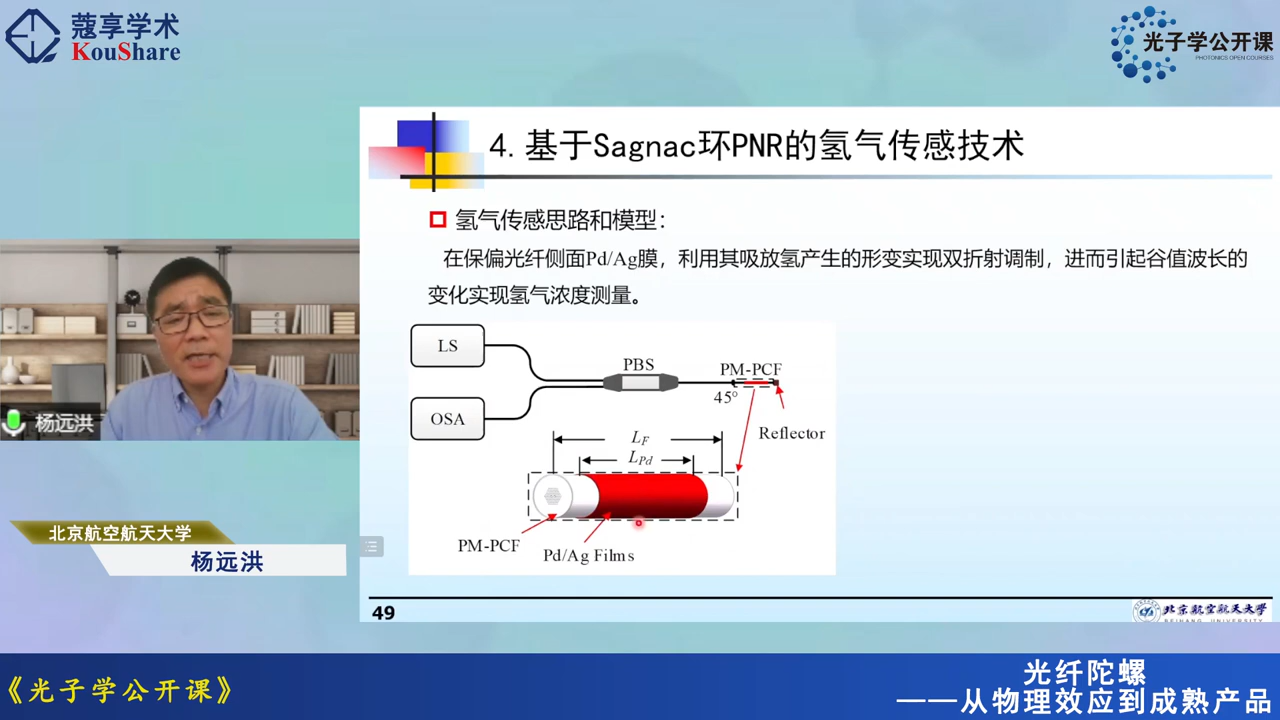 蔻享学术
KouShare
光子学公开课
PHOTONICS OPEN COURSES
4. 基于Sagnac环PNR的氢气传感技术
氢气传感思路和模型：
在保偏光纤侧面Pd/Ag膜，利用其吸放氢产生的形变实现双折射调制，进而引起谷值波长的
变化实现氢气浓度测量。
LS
PBS
PM-PCF
45°
OSA
Reflector
LF
LPd
PM-PCF
Pd/Ag Films
杨远洪
北京航空航天大学
杨远洪
49
北京航空航天大学
BEIHANG UNIVERSITY
《光子学公开课》
光纤陀螺
——从物理效应到成熟产品